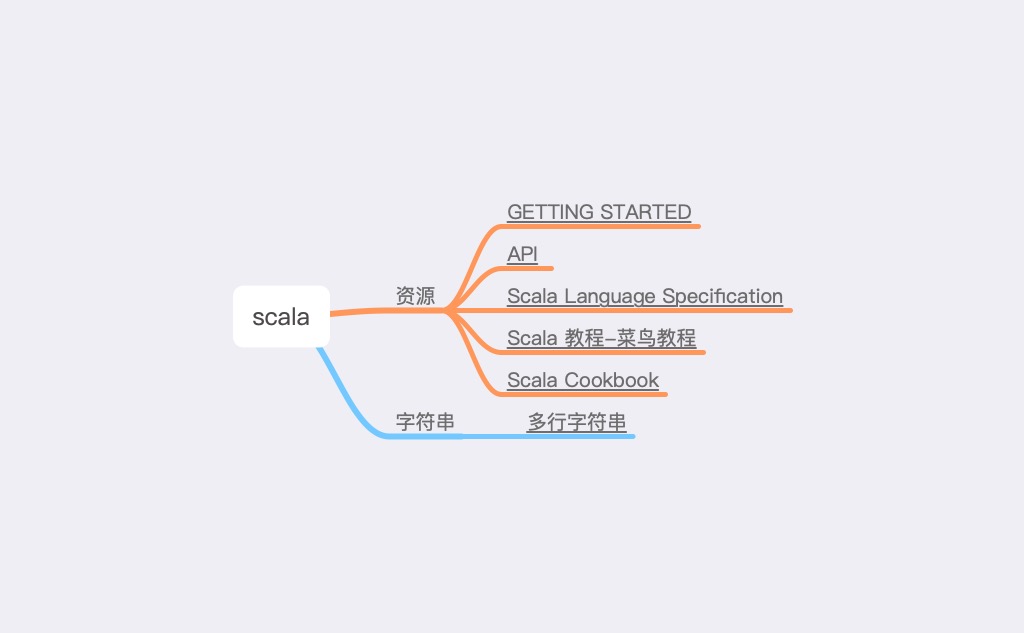 scala
资源
GETTING STARTED
API
Scala Language Specification
Scala 教程-菜鸟教程
Scala Cookbook
字符串
多行字符串